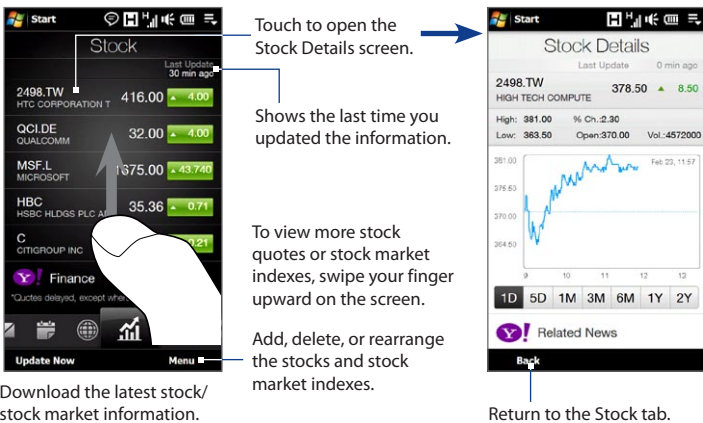 Start
Stock
Last Update
30 min ago
2498.TW
HTC CORPORATION T
416.00
4.00
QCI.DE
QUALCOMM
32.00
4.00
MSF.L
MICROSOFT
1675.00
43.740
HBC
HSBC HLDGS PLC A
35.36
0.71
C
CITIGROUP INC
0.21
Y! Finance
*Quotes delayed, except whe
Update Now
Menu
Download the latest stock/
stock market information.
Touch to open the
Stock Details screen.
Shows the last time you
updated the information.
To view more stock
quotes or stock market
indexes, swipe your finger
upward on the screen.
Add, delete, or rearrange
the stocks and stock
market indexes.
Start
Stock Details
Last Update 0 min ago
2498.TW
HIGH TECH COMPUTE
378.50
8.50
High: 381.00 % Ch.:2.30
Low: 363.50 Open:370.00 Vol.:4572000
381.00
Feb 23, 11:57
375.50
370.00
364.50
9 10 11 12 13
1D 5D 1M 3M 6M 1Y 2Y
Y! Related News
Back
Return to the Stock tab.